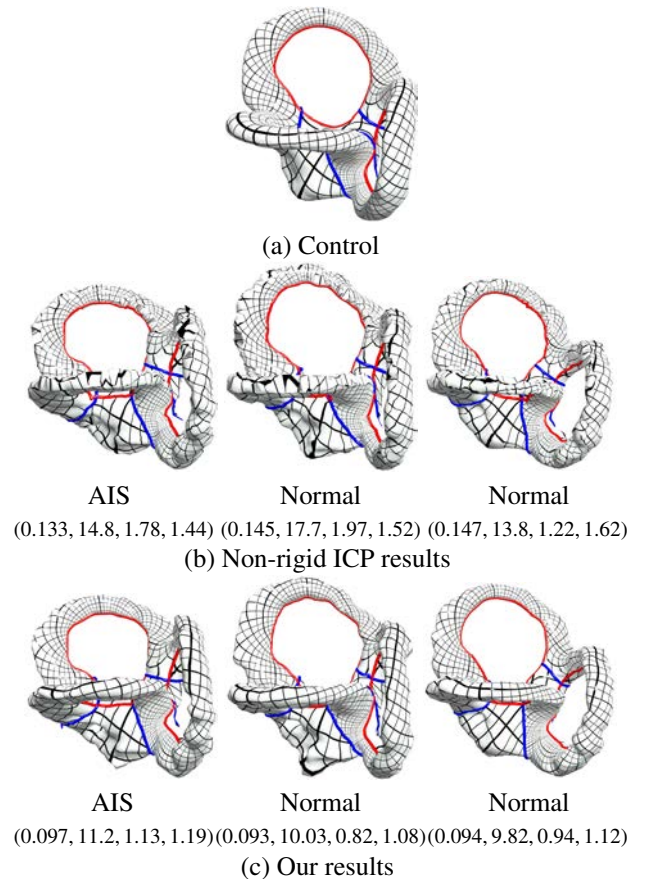 (a) Control
AIS Normal Normal
(0.133, 14.8, 1.78, 1.44) (0.145, 17.7, 1.97, 1.52) (0.147, 13.8, 1.22, 1.62)
(b) Non-rigid ICP results
AIS Normal Normal
(0.097, 11.2, 1.13, 1.19) (0.093, 10.03, 0.82, 1.08) (0.094, 9.82, 0.94, 1.12)
(c) Our results